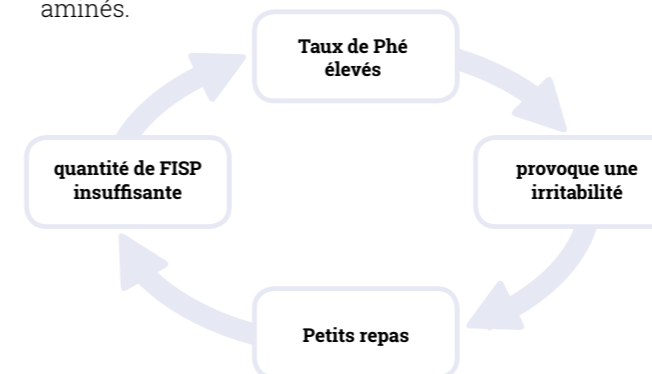 aminés.
Taux de Phé
élevés
quantité de FISP
insuffisante
provoque une
irritabilité
Petits repas